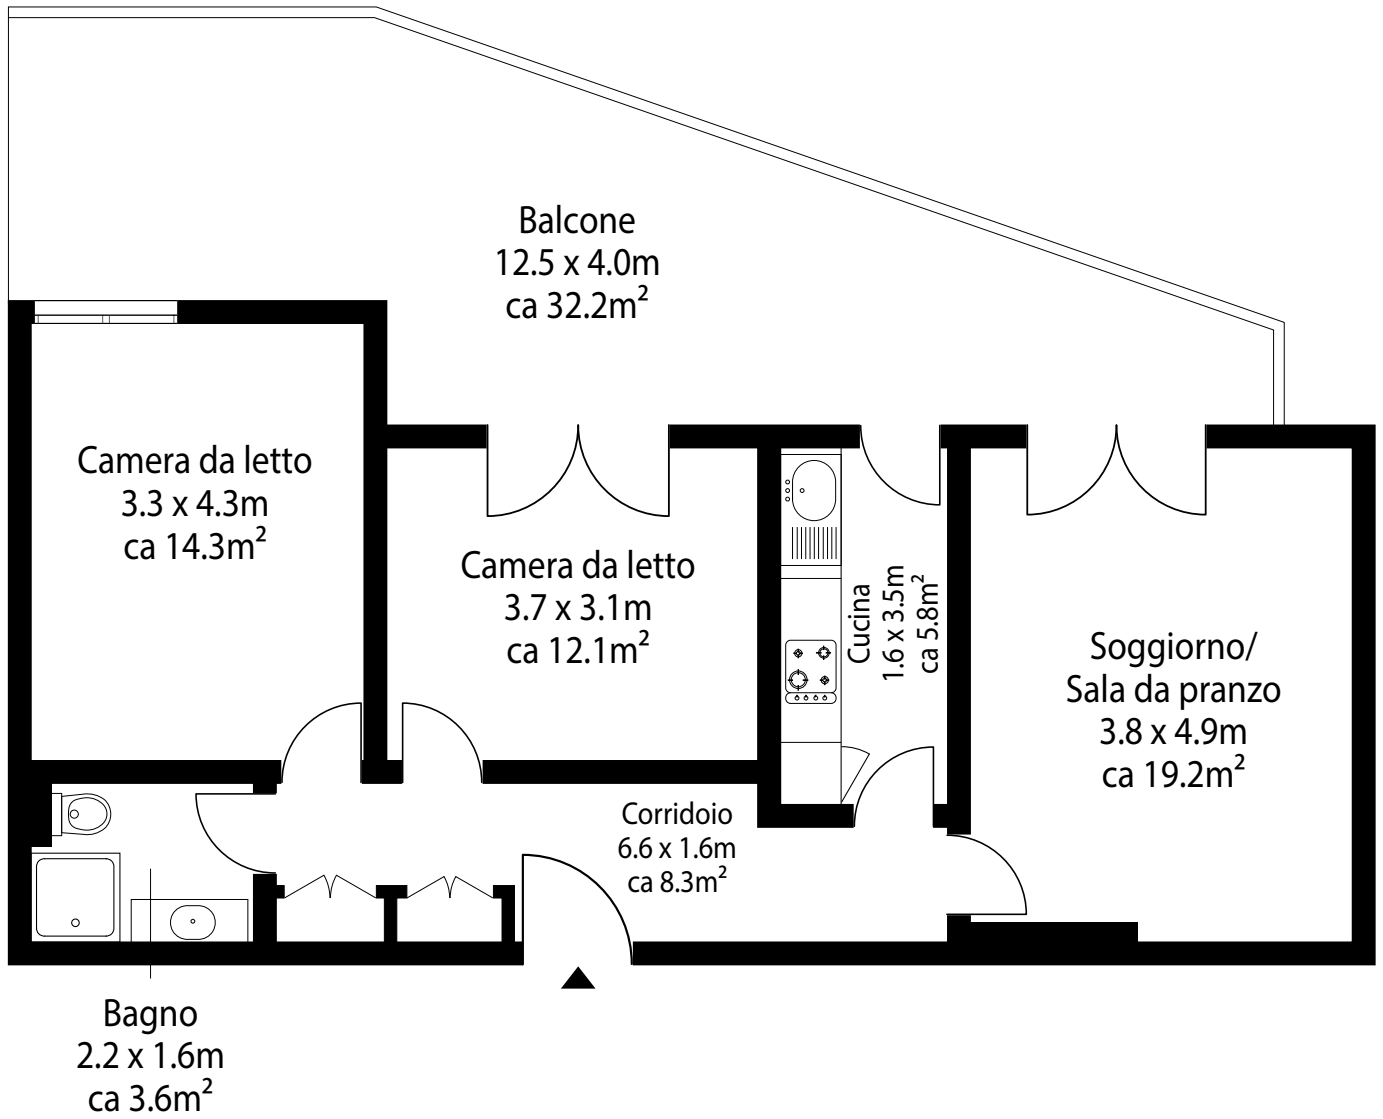 Balcone
12.5 x 4.0m
ca 32.2m²
Camera da letto
3.3 x 4.3m
ca 14.3m²
Camera da letto
3.7 x 3.1m
ca 12.1m²
Cucina
1.6 x 3.5m
ca 5.8m²
Soggiorno/
Sala da pranzo
3.8 x 4.9m
ca 19.2m²
Corridoio
6.6 x 1.6m
ca 8.3m²
Bagno
2.2 x 1.6m
ca 3.6m²